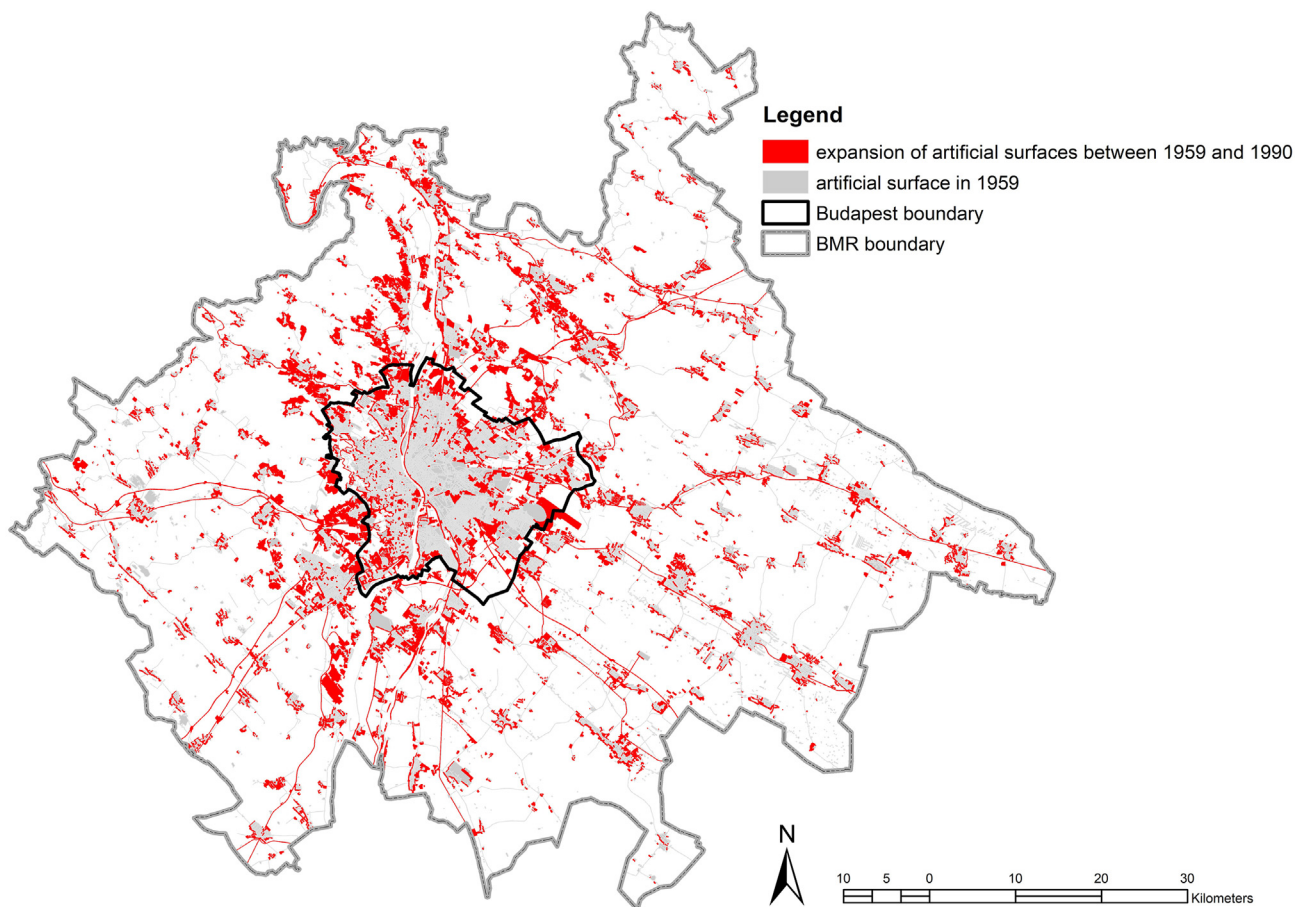 Legend
expansion of artificial surfaces between 1959 and 1990
artificial surface in 1959
Budapest boundary
BMR boundary
N
10 5 0 10 20 30
Kilometers